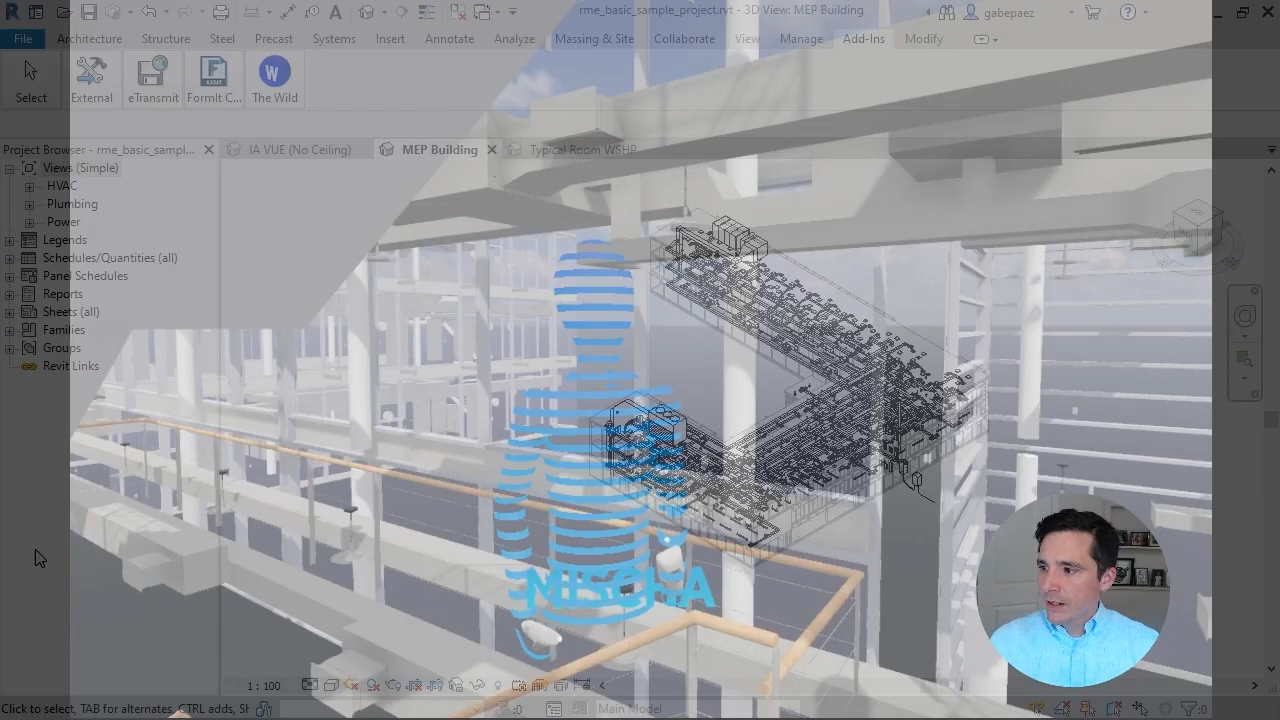 rme_basic_sample_project.rvt - 3D View: MEP Building
gabepaez
File Architecture Structure Steel Precast Systems Insert Annotate Analyze Massing & Site Collaborate View Manage Add-Ins Modify
Select External eTransmit FormIt C... The Wild
Project Browser - rme_basic_sampl... IA VUE (No Ceiling) MEP Building Typical Room WSHP
Views (Simple)
HVAC
Plumbing
Power
Legends
Schedules/Quantities (all)
Panel Schedules
Reports
Sheets (all)
Families
Groups
Revit Links
MISCHA
1 : 100
Click to select, TAB for alternates, CTRL adds, SH :0 Main Model :0